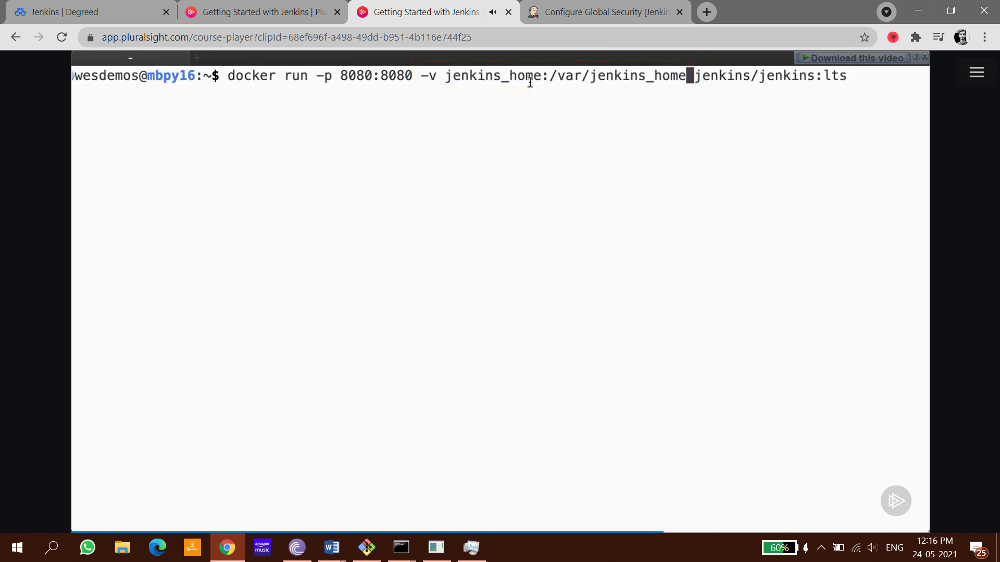 Jenkins | Degreed
Getting Started with Jenkins | Plu
Getting Started with Jenkins
Configure Global Security [Jenkin
app.pluralsight.com/course-player?clipId=68ef696f-a498-49dd-b951-4b116e744f25
~
Download this video
wesdemos@mbpy16:~$ docker run -p 8080:8080 -v jenkins_home:/var/jenkins_home jenkins/jenkins:lts
amazon music
60%
ENG
12:16 PM
24-05-2021
25